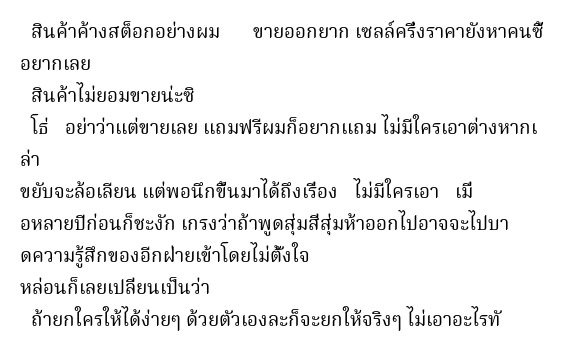 สินค้าค้างสต็อกอย่างผม ขายออกยาก เซลล์ครึ่งราคายังหาคนซื้
อยากเลย
สินค้าไม่ยอมขายน่ะซิ
โธ่ อย่าว่าแต่ขายเลย แถมฟรีผมก็อยากแถม ไม่มีใครเอาต่างหากเ
ล่า
ขยับจะล้อเลียน แต่พอนึกขึ้นมาได้ถึงเรื่อง ไม่มีใครเอา เมื่
อหลายปีก่อนก็ชะงัก เกรงว่าถ้าพูดสุ่มสี่สุ่มห้าออกไปอาจจะไปบา
ดความรู้สึกของอีกฝ่ายเข้าโดยไม่ตั้งใจ
หล่อนก็เลยเปลี่ยนเป็นว่า
ถ้ายกใครให้ได้ง่ายๆ ด้วยตัวเองละก็จะยกให้จริงๆ ไม่เอาอะไรทั